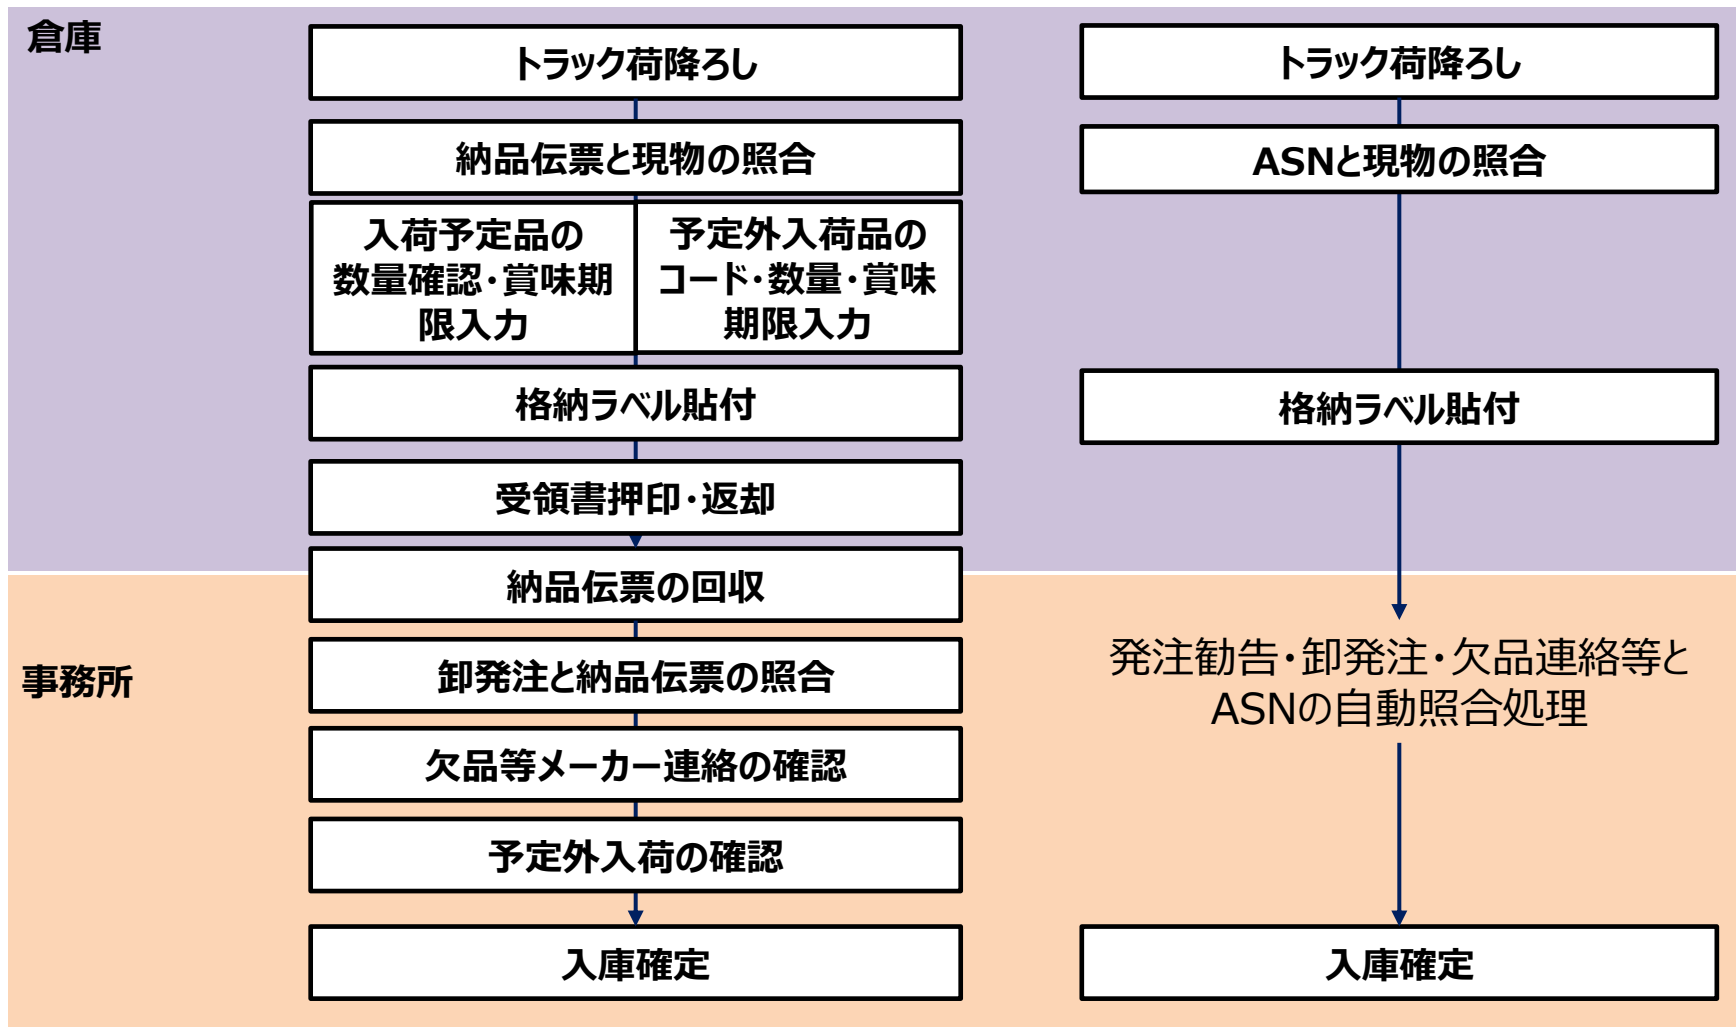 倉庫
トラック荷降ろし
納品伝票と現物の照合
入荷予定品の
数量確認・賞味期
限入力
予定外入荷品の
コード・数量・賞味
期限入力
格納ラベル貼付
受領書押印・返却
納品伝票の回収
事務所
卸発注と納品伝票の照合
欠品等メーカー連絡の確認
予定外入荷の確認
入庫確定
トラック荷降ろし
ASNと現物の照合
格納ラベル貼付
発注勧告・卸発注・欠品連絡等と
ASNの自動照合処理
入庫確定